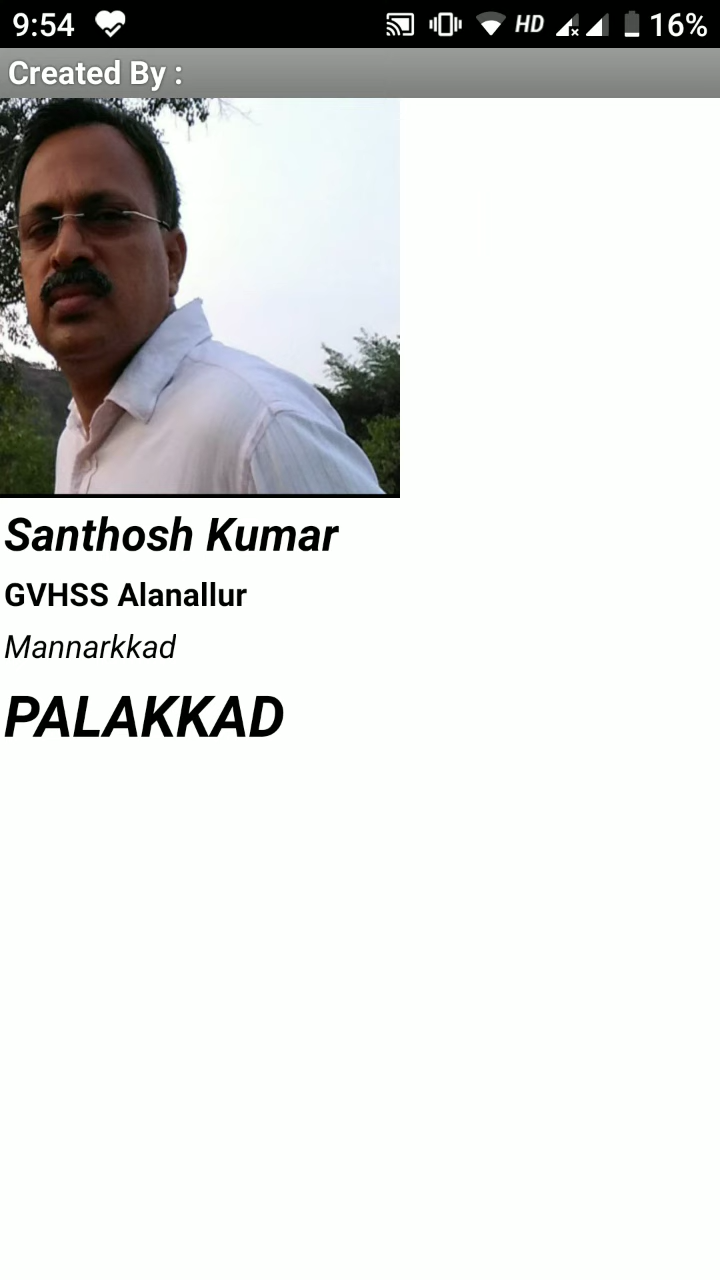 9:54 HD 16%
Created By :
Santhosh Kumar
GVHSS Alanallur
Mannarkkad
PALAKKAD